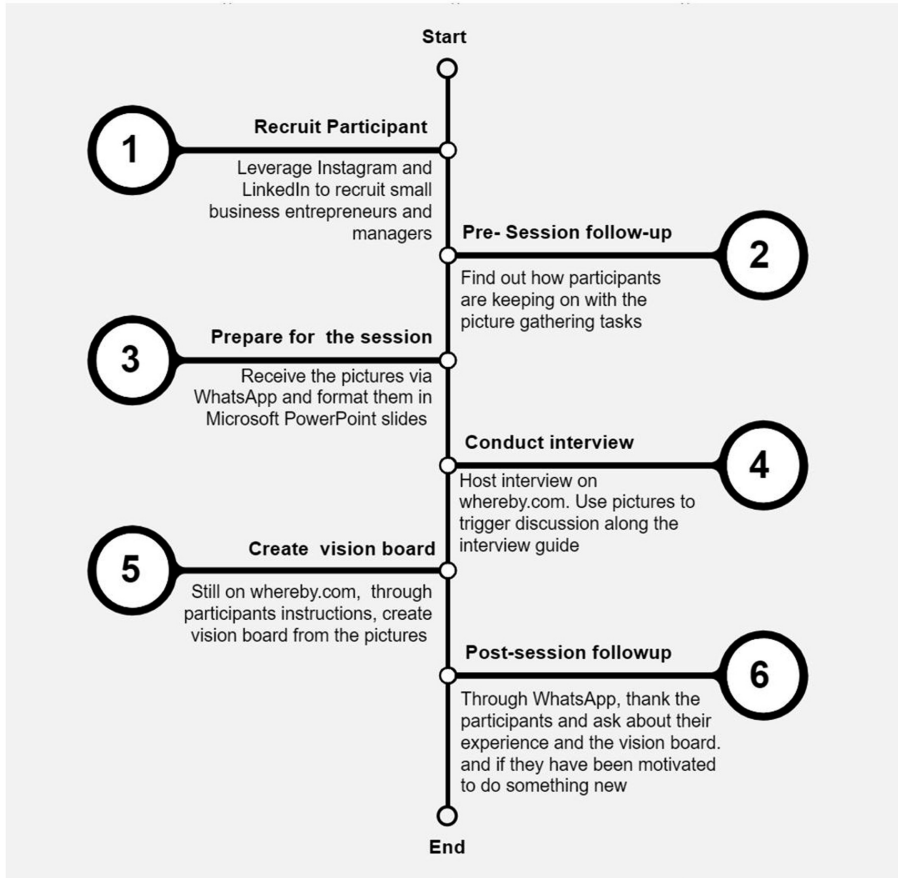 Start
1
Recruit Participant
Leverage Instagram and
LinkedIn to recruit small
business entrepreneurs and
managers
Pre- Session follow-up
2
Find out how participants
are keeping on with the
picture gathering tasks
3
Prepare for the session
Receive the pictures via
WhatsApp and format them in
Microsoft PowerPoint slides
Conduct interview
4
Host interview on
whereby.com. Use pictures to
trigger discussion along the
interview guide
5
Create vision board
Still on whereby.com, through
participants instructions, create
vision board from the pictures
Post-session followup
6
Through WhatsApp, thank the
participants and ask about their
experience and the vision board.
and if they have been motivated
to do something new
End